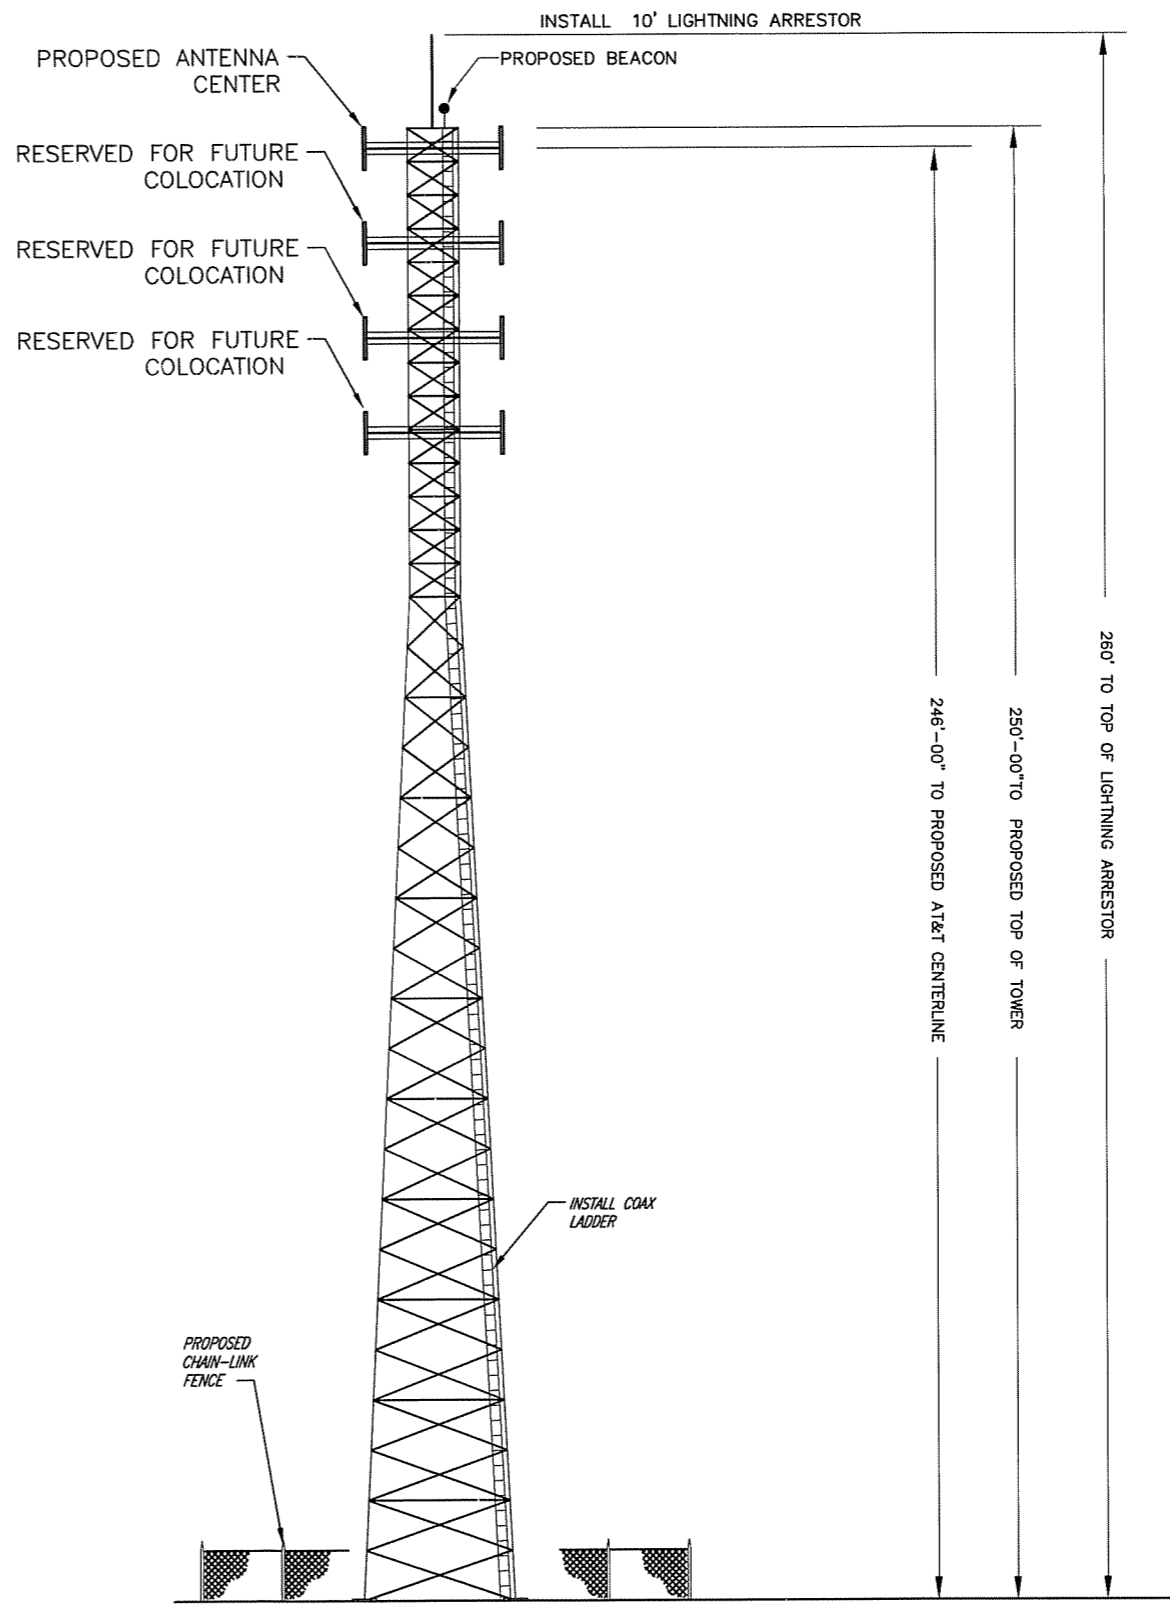 INSTALL 10' LIGHTNING ARRESTOR
PROPOSED ANTENNA
CENTER
PROPOSED BEACON
RESERVED FOR FUTURE
COLOCATION
RESERVED FOR FUTURE
COLOCATION
RESERVED FOR FUTURE
COLOCATION
260' TO TOP OF LIGHTNING ARRESTOR
250'-00"TO PROPOSED TOP OF TOWER
246'-00" TO PROPOSED AT&T CENTERLINE
INSTALL COAX
LADDER
PROPOSED
CHAIN-LINK
FENCE